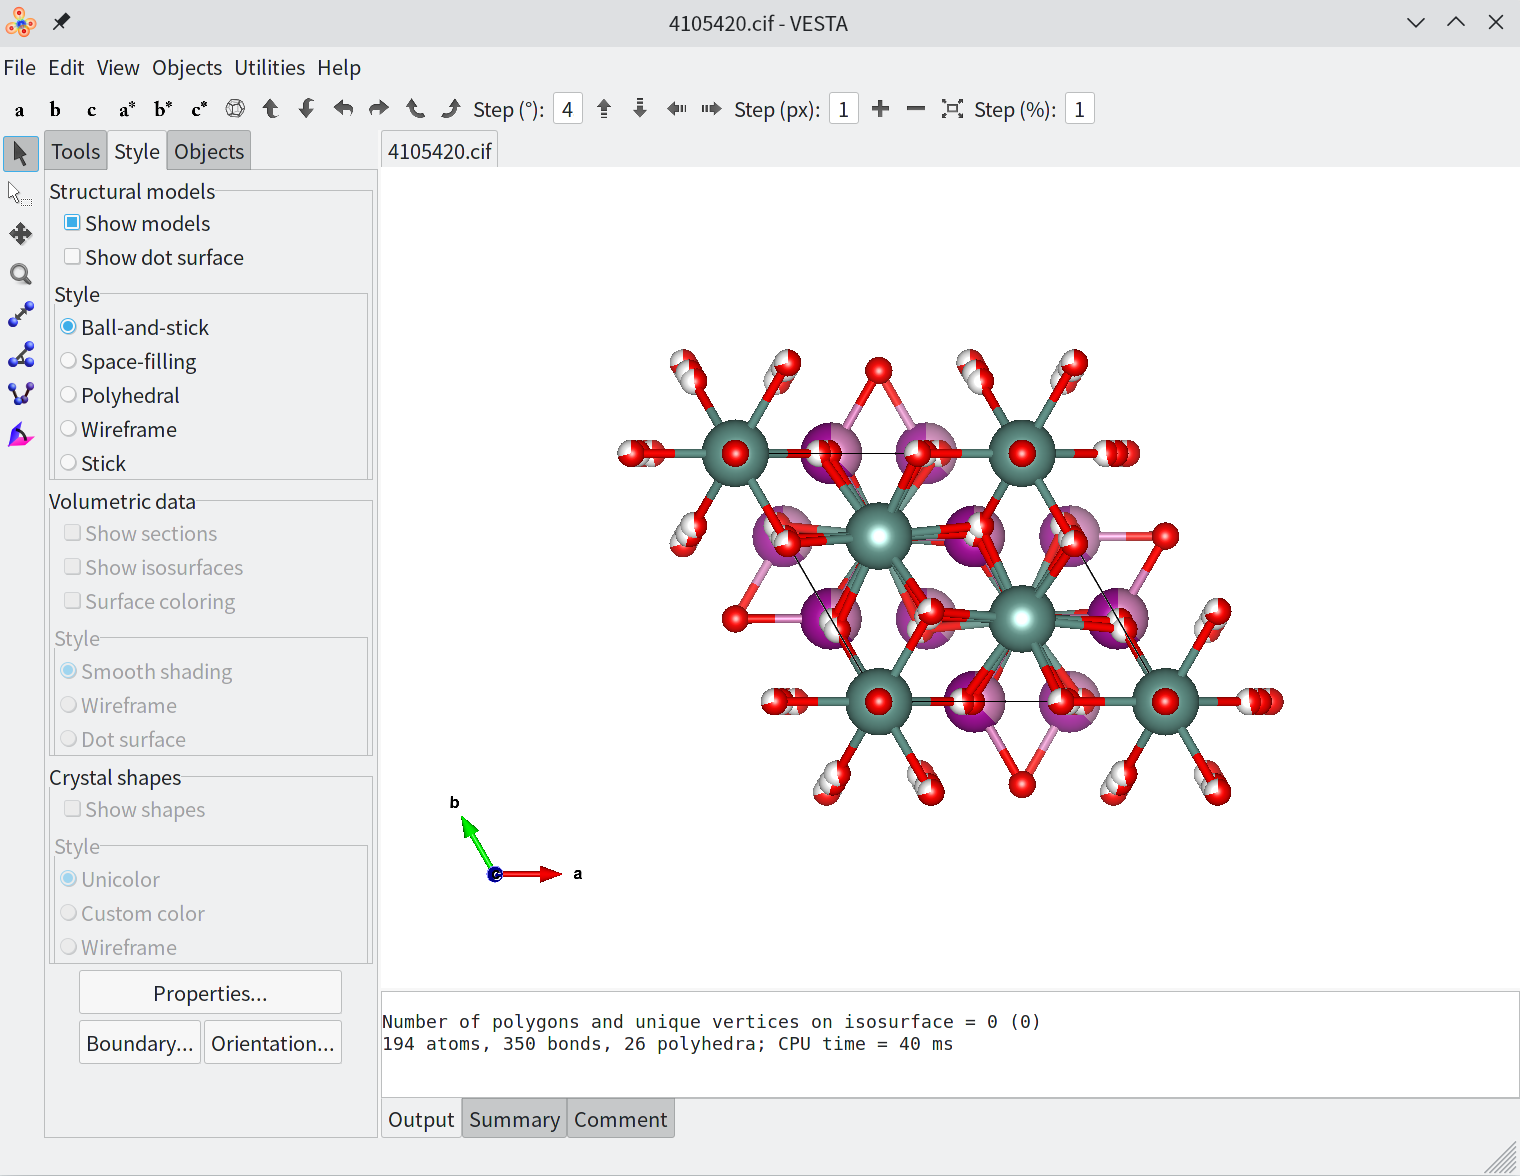 4105420.cif - VESTA
File Edit View Objects Utilities Help
a b c a* b* c* Step (°): 4 Step (px): 1 Step (%): 1
Tools Style Objects
4105420.cif
Structural models
Show models
Show dot surface
Style
Ball-and-stick
Space-filling
Polyhedral
Wireframe
Stick
Volumetric data
Show sections
Show isosurfaces
Surface coloring
Style
Smooth shading
Wireframe
Dot surface
Crystal shapes
Show shapes
Style
Unicolor
Custom color
Wireframe
Properties...
Boundary... Orientation...
b
c a
Number of polygons and unique vertices on isosurface = 0 (0)
194 atoms, 350 bonds, 26 polyhedra; CPU time = 40 ms
Output Summary Comment